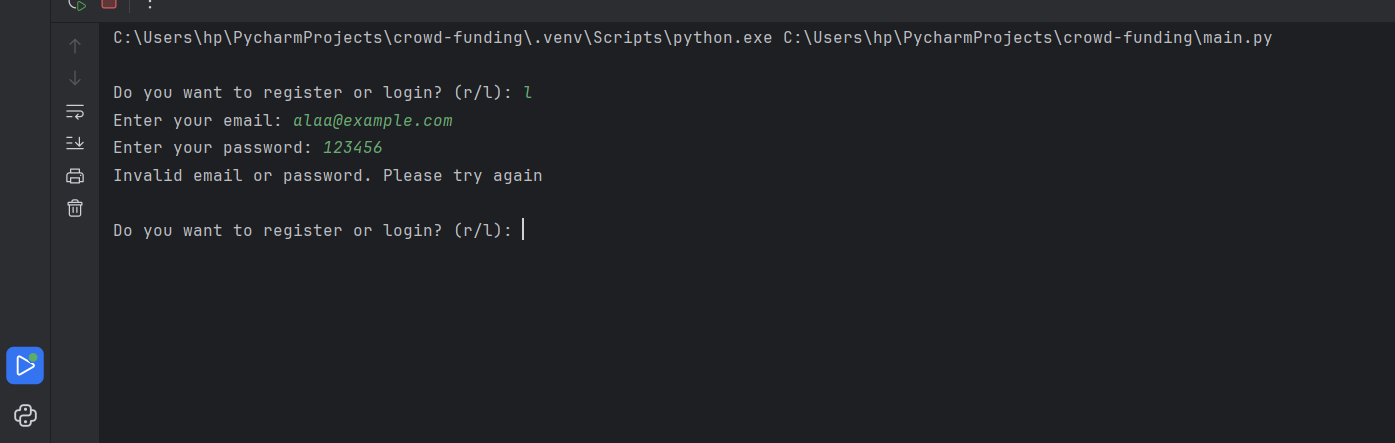 C:\Users\hp\PycharmProjects\crowd-funding\.venv\Scripts\python.exe C:\Users\hp\PycharmProjects\crowd-funding\main.py
Do you want to register or login? (r/l): l
Enter your email: alaa@example.com
Enter your password: 123456
Invalid email or password. Please try again
Do you want to register or login? (r/l):